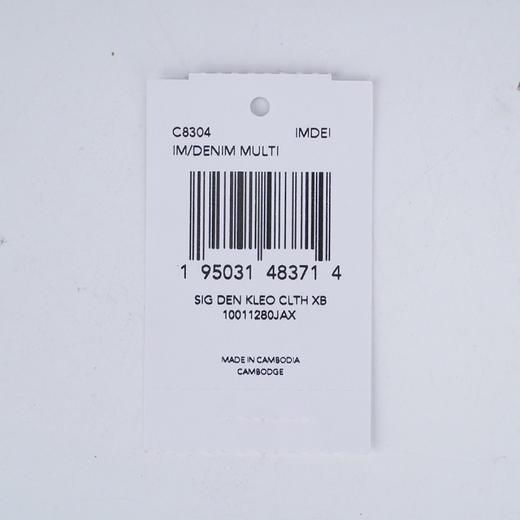 C8304 IMDEI
IM/DENIM MULTI
1 95031 48371 4
SIG DEN KLEO CLTH XB
10011280JAX
MADE IN CAMBODIA
CAMBODGE